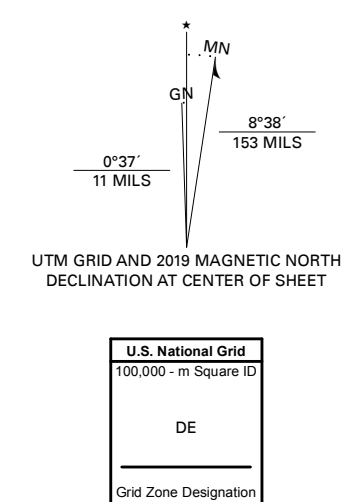 ★
MN
GN
8°38´
153 MILS
0°37´
11 MILS
UTM GRID AND 2019 MAGNETIC NORTH
DECLINATION AT CENTER OF SHEET
U.S. National Grid
100,000 - m Square ID
DE
Grid Zone Designation